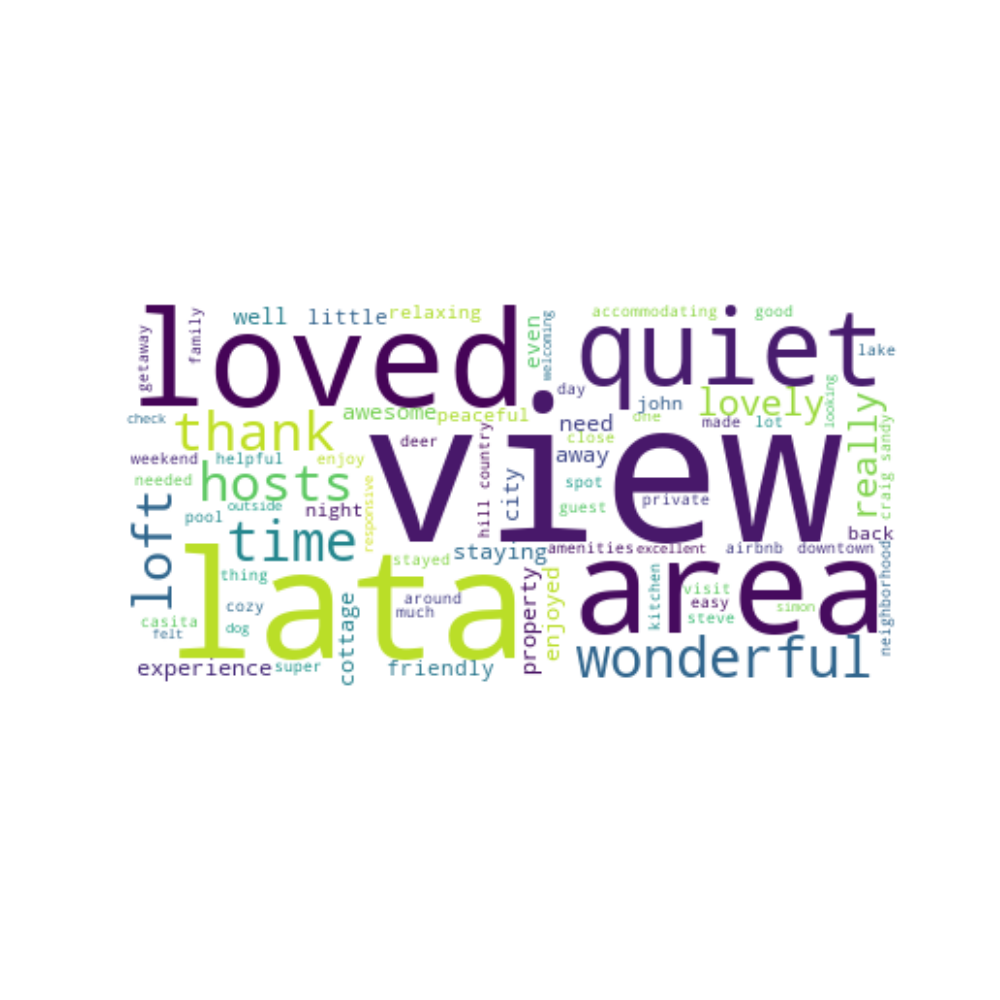 loved
quiet
view
lata
area
wonderful
thank
hosts
time
loft
really
lovely
getaway
family
well
little
relaxing
even
welcoming
accommodating
good
lake
check
awesome
peaceful
day
need
john
one
made
lot
looking
craig sandy
weekend
helpful
enjoy
deer
hill country
city
away
close
needed
outside
pool
night
responsive
spot
guest
private
back
thing
stayed
staying
amenities
excellent
airbnb
downtown
neighborhood
casita
felt
cozy
dog
cottage
around
much
property
enjoyed
kitchen
visit
easy
steve
simon
experience
super
friendly